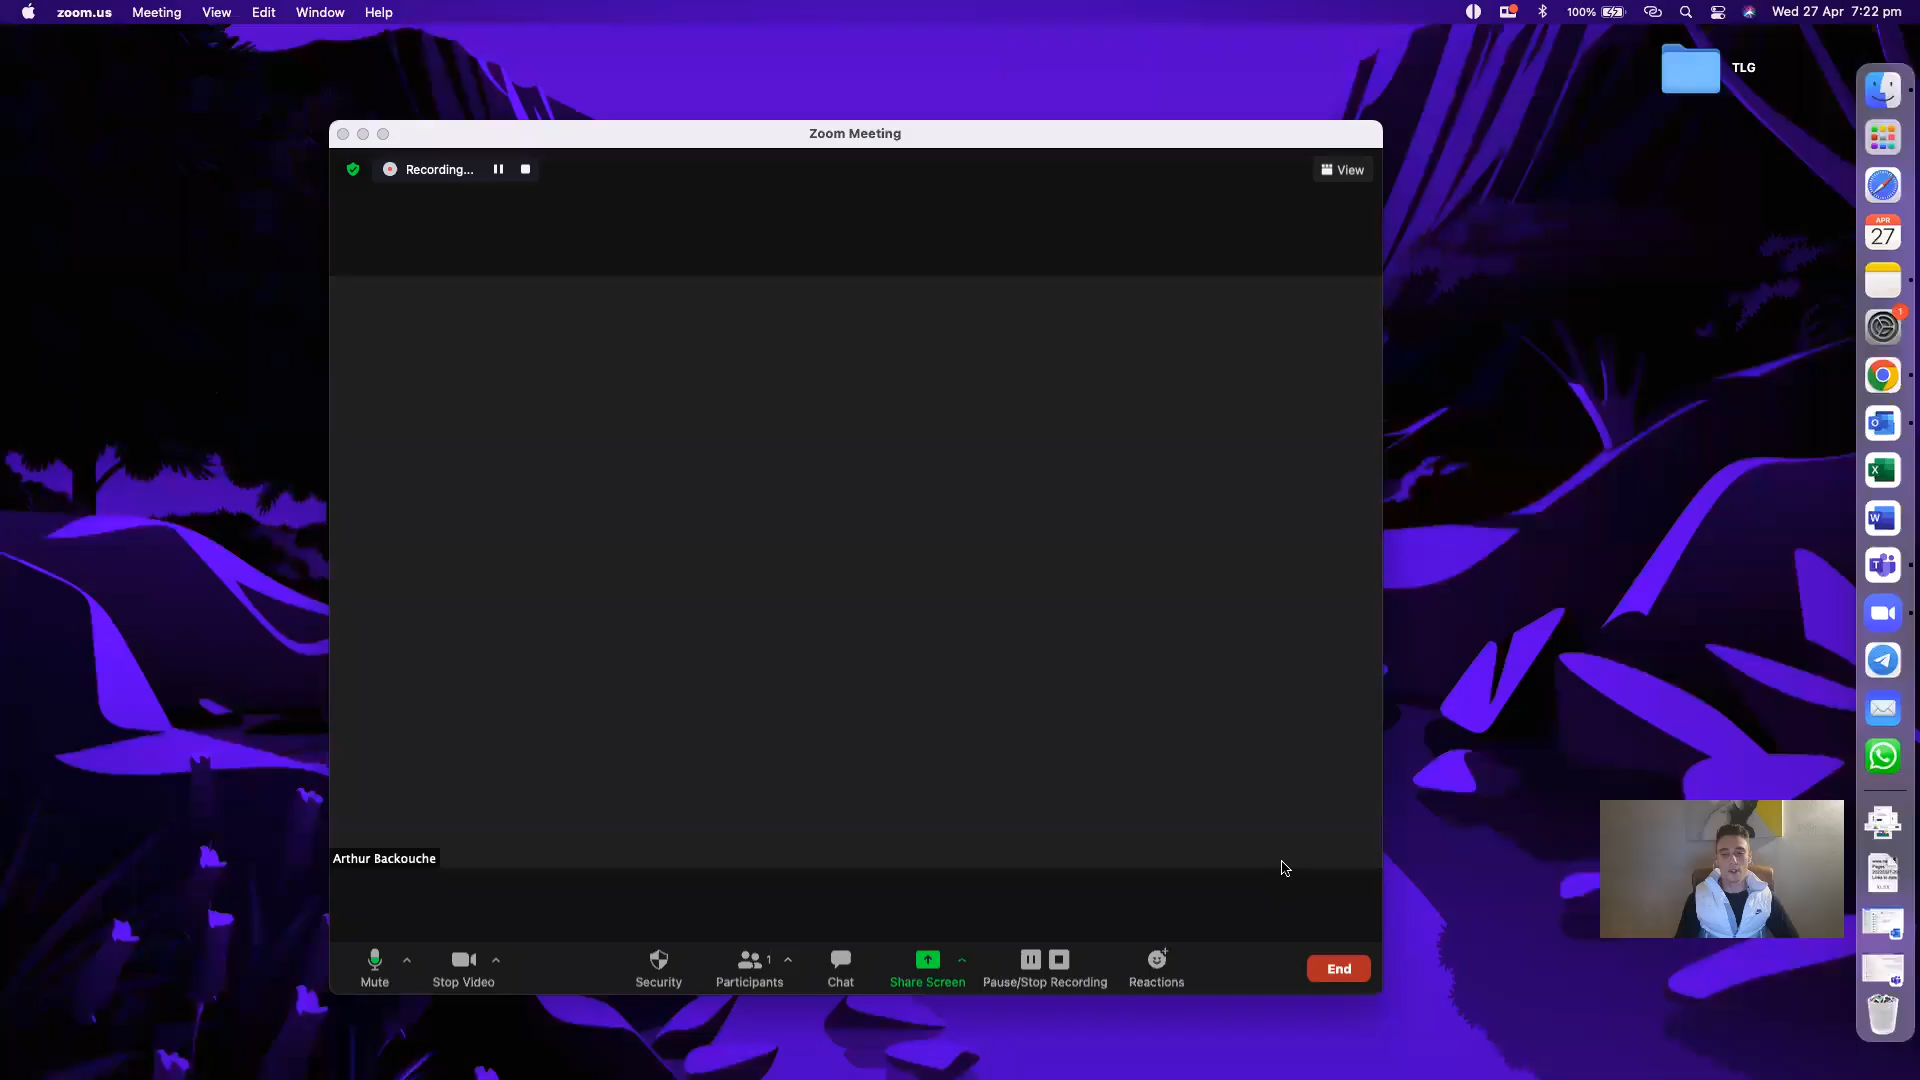 zoom.us Meeting View Edit Window Help
100% Wed 27 Apr 7:22 pm
TLG
Zoom Meeting
Recording...
View
APR
27
1
Arthur Backouche
1
Mute
Stop Video
Security
Participants
Chat
Share Screen
Pause/Stop Recording
Reactions
End